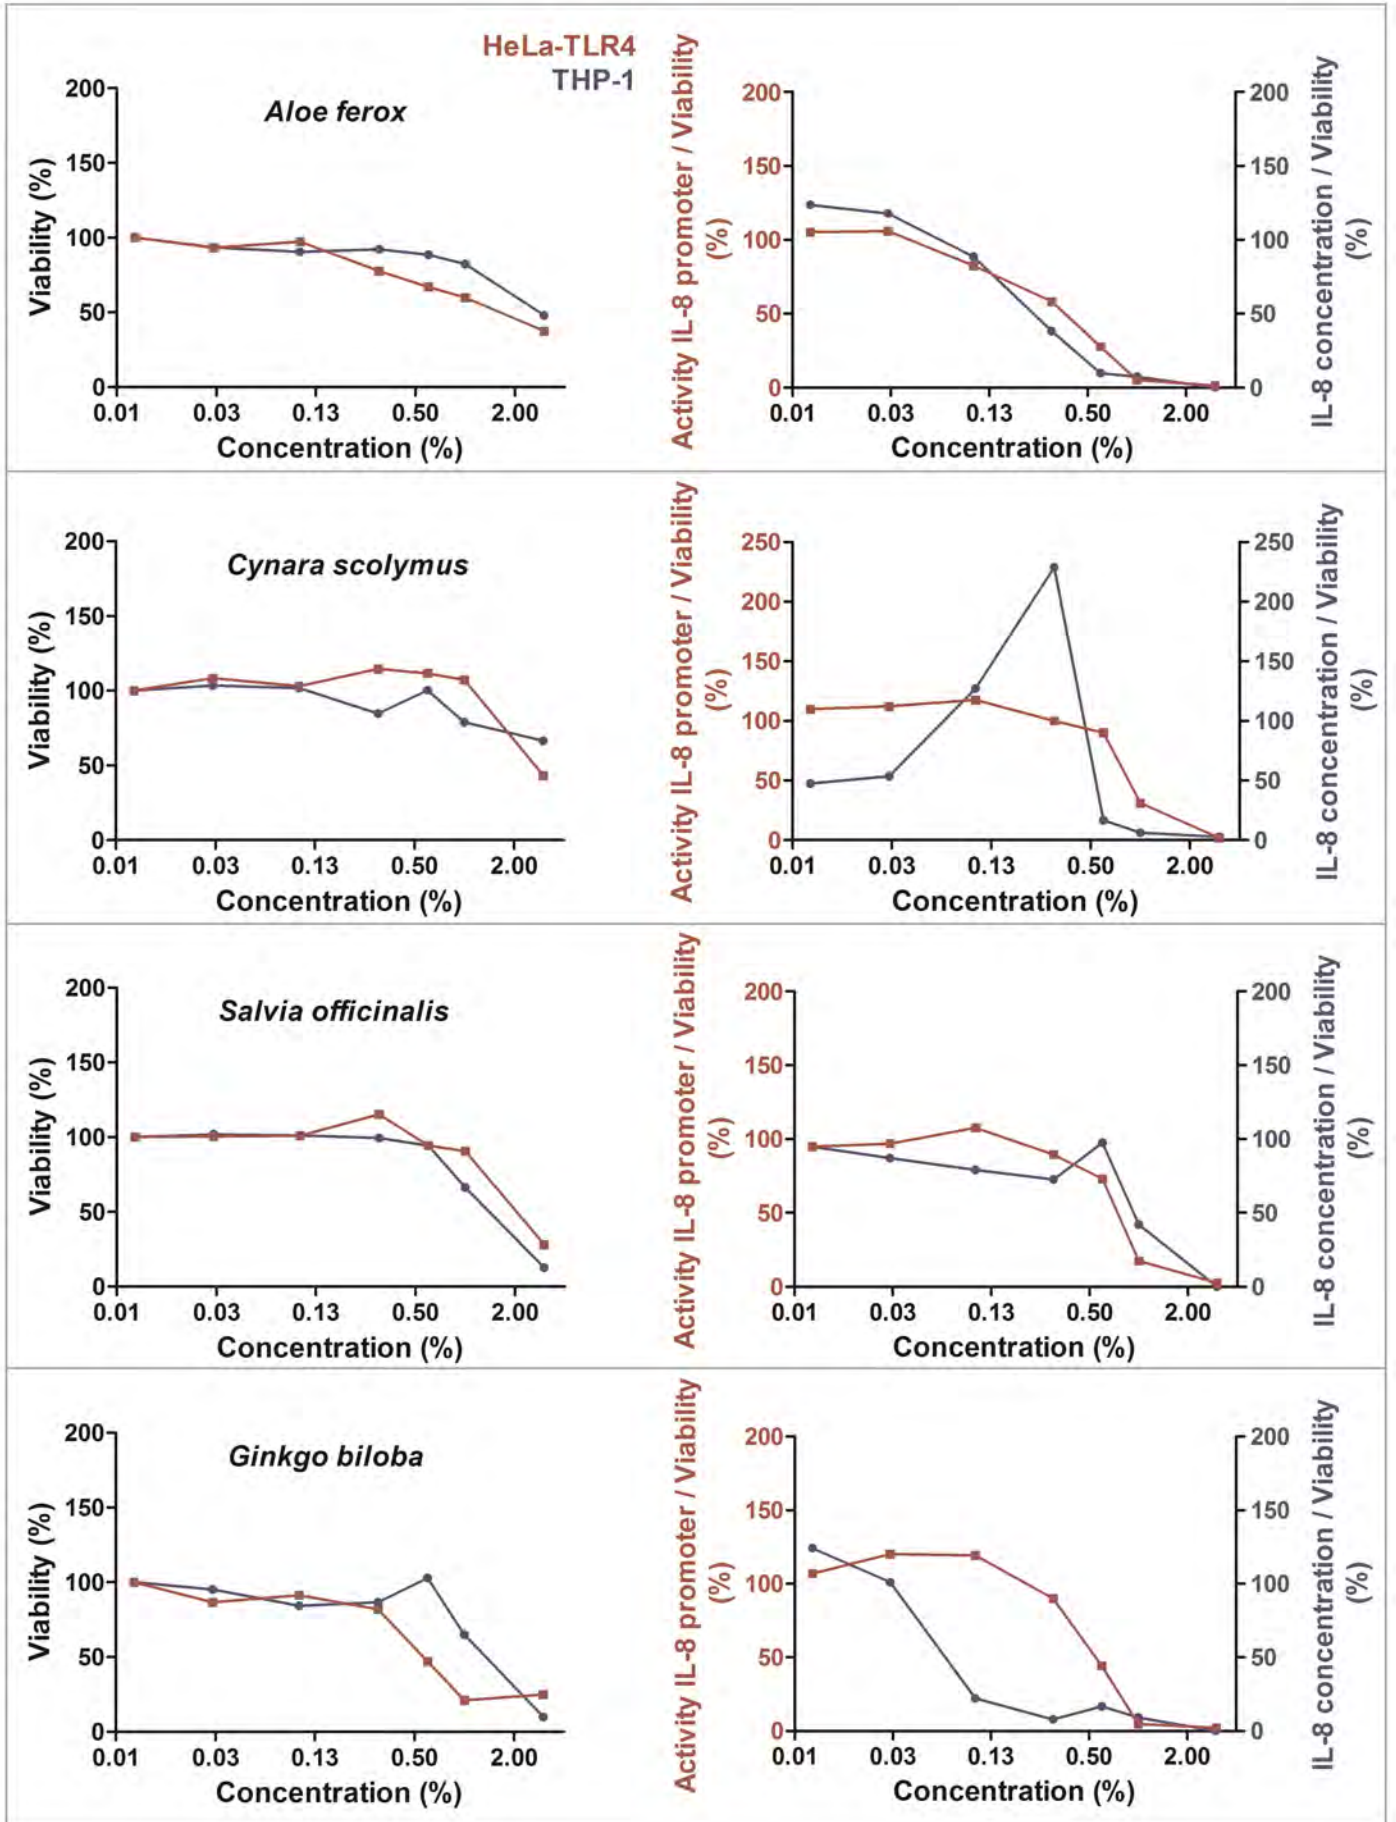 HeLa-TLR4
THP-1
Aloe ferox
Viability (%)
200
150
100
50
0
0.01 0.03 0.13 0.50 2.00
Concentration (%)
Activity IL-8 promoter / Viability
(%)
200
150
100
50
0
0.01 0.03 0.13 0.50 2.00
Concentration (%)
200
150
100
50
0
IL-8 concentration / Viability
(%)
Cynara scolymus
Viability (%)
200
150
100
50
0
0.01 0.03 0.13 0.50 2.00
Concentration (%)
Activity IL-8 promoter / Viability
(%)
250
200
150
100
50
0
0.01 0.03 0.13 0.50 2.00
Concentration (%)
250
200
150
100
50
0
IL-8 concentration / Viability
(%)
Salvia officinalis
Viability (%)
200
150
100
50
0
0.01 0.03 0.13 0.50 2.00
Concentration (%)
Activity IL-8 promoter / Viability
(%)
200
150
100
50
0
0.01 0.03 0.13 0.50 2.00
Concentration (%)
200
150
100
50
0
IL-8 concentration / Viability
(%)
Ginkgo biloba
Viability (%)
200
150
100
50
0
0.01 0.03 0.13 0.50 2.00
Concentration (%)
Activity IL-8 promoter / Viability
(%)
200
150
100
50
0
0.01 0.03 0.13 0.50 2.00
Concentration (%)
200
150
100
50
0
IL-8 concentration / Viability
(%)